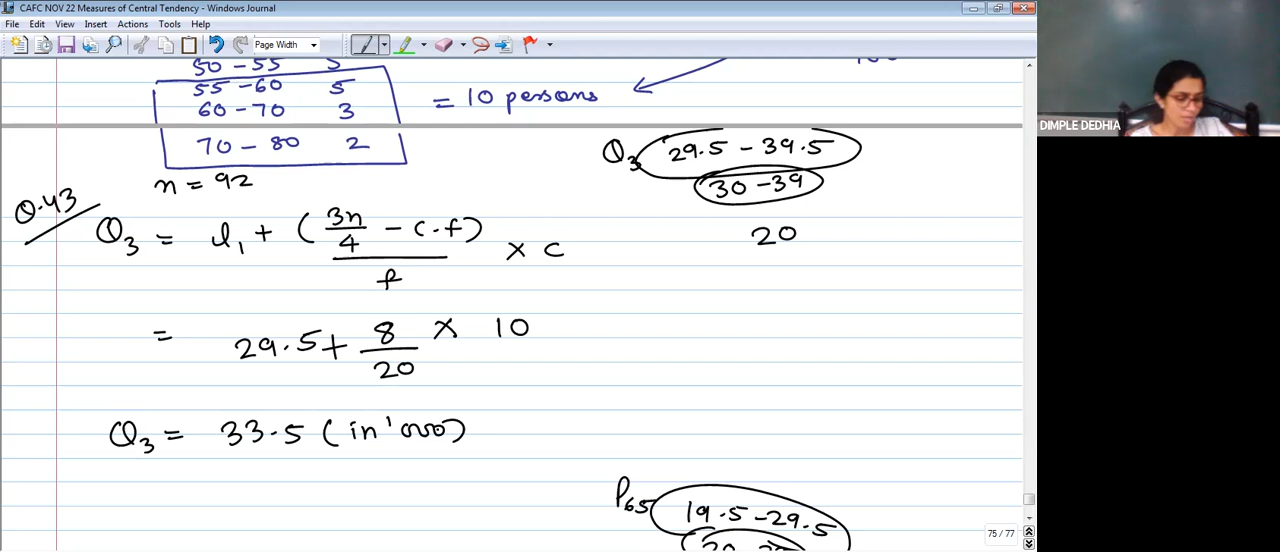 CAFC NOV 22 Measures of Central Tendency - Windows Journal
File Edit View Insert Actions Tools Help
Page Width
50 - 55 5
55 - 60 5
60 - 70 3
70 - 80 2
= 10 persons
n = 92
Q3 29.5 - 39.5
30 - 39
20
Q.43
Q3 = l1 + (3n/4 - c.f) / f × C
= 29.5 + 8/20 × 10
Q3 = 33.5 (in '000)
P65 19.5 - 29.5
75 / 77
DIMPLE DEDHIA